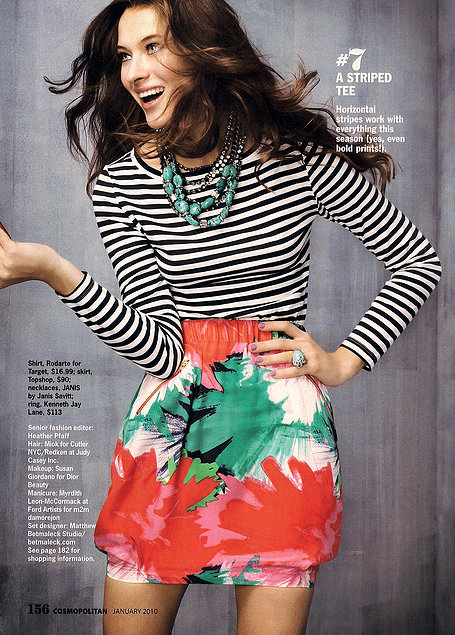 #7
A STRIPED
TEE
Horizontal
stripes work with
everything this
season (yes, even
bold prints!).
Shirt, Rodarte for
Target, $16.99; skirt,
Topshop, $90;
necklaces, JANIS
by Janis Savitt;
ring, Kenneth Jay
Lane, $113
Senior fashion editor:
Heather Pfaff
Hair: Mick for Cutler
NYC/Redken at Judy
Casey Inc.
Makeup: Susan
Giordano for Dior
Beauty
Manicure: Myrdith
Leon-McCormack at
Ford Artists for m2m
damorejon
Set designer: Matthew
Betmaleck Studio/
betmaleck.com
See page 182 for
shopping information.
156 COSMOPOLITAN JANUARY 2010